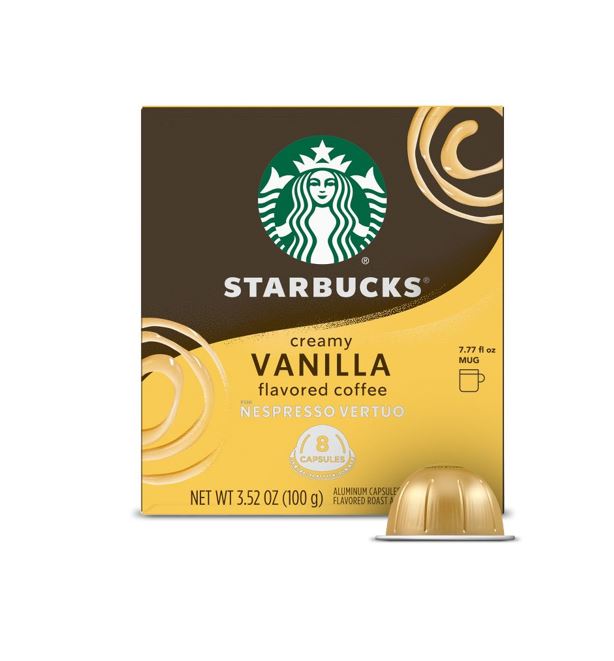 STARBUCKS®
creamy
VANILLA
flavored coffee
FOR
NESPRESSO VERTUO
7.77 fl oz
MUG
8
CAPSULES
NET WT 3.52 OZ (100 g)
ALUMINUM CAPSULE
FLAVORED ROAST A
®